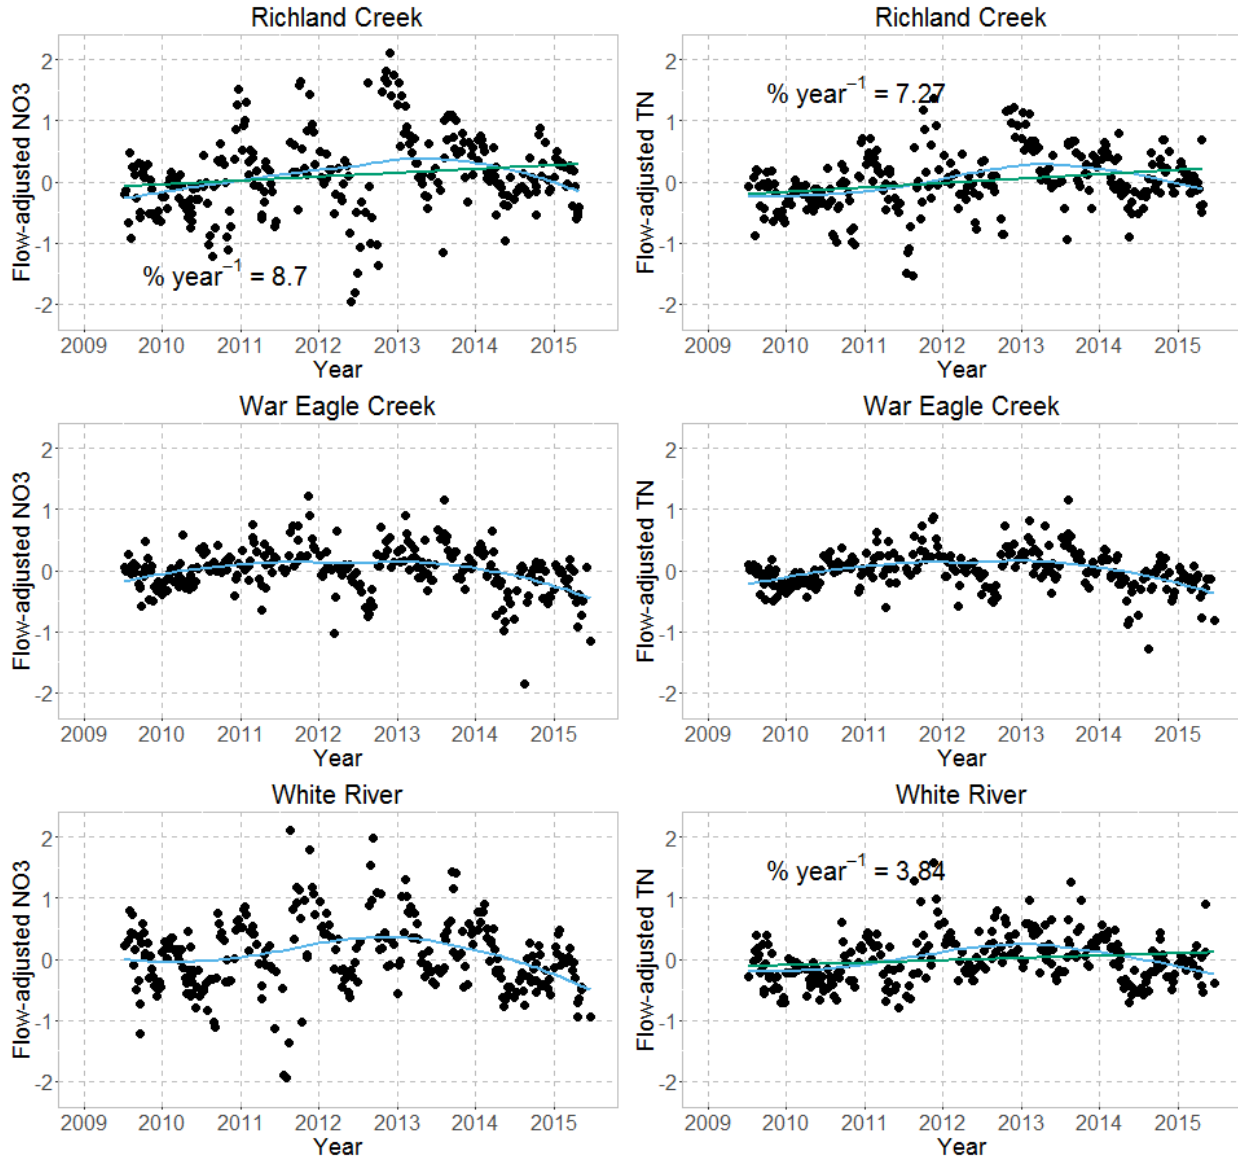 Richland Creek
Flow-adjusted NO3
2
1
0
-1
-2
% year⁻¹ = 8.7
2009 2010 2011 2012 2013 2014 2015
Year
Richland Creek
Flow-adjusted TN
2
1
0
-1
-2
% year⁻¹ = 7.27
2009 2010 2011 2012 2013 2014 2015
Year
War Eagle Creek
Flow-adjusted NO3
2
1
0
-1
-2
2009 2010 2011 2012 2013 2014 2015
Year
War Eagle Creek
Flow-adjusted TN
2
1
0
-1
-2
2009 2010 2011 2012 2013 2014 2015
Year
White River
Flow-adjusted NO3
2
1
0
-1
-2
2009 2010 2011 2012 2013 2014 2015
Year
White River
Flow-adjusted TN
2
1
0
-1
-2
% year⁻¹ = 3.84
2009 2010 2011 2012 2013 2014 2015
Year